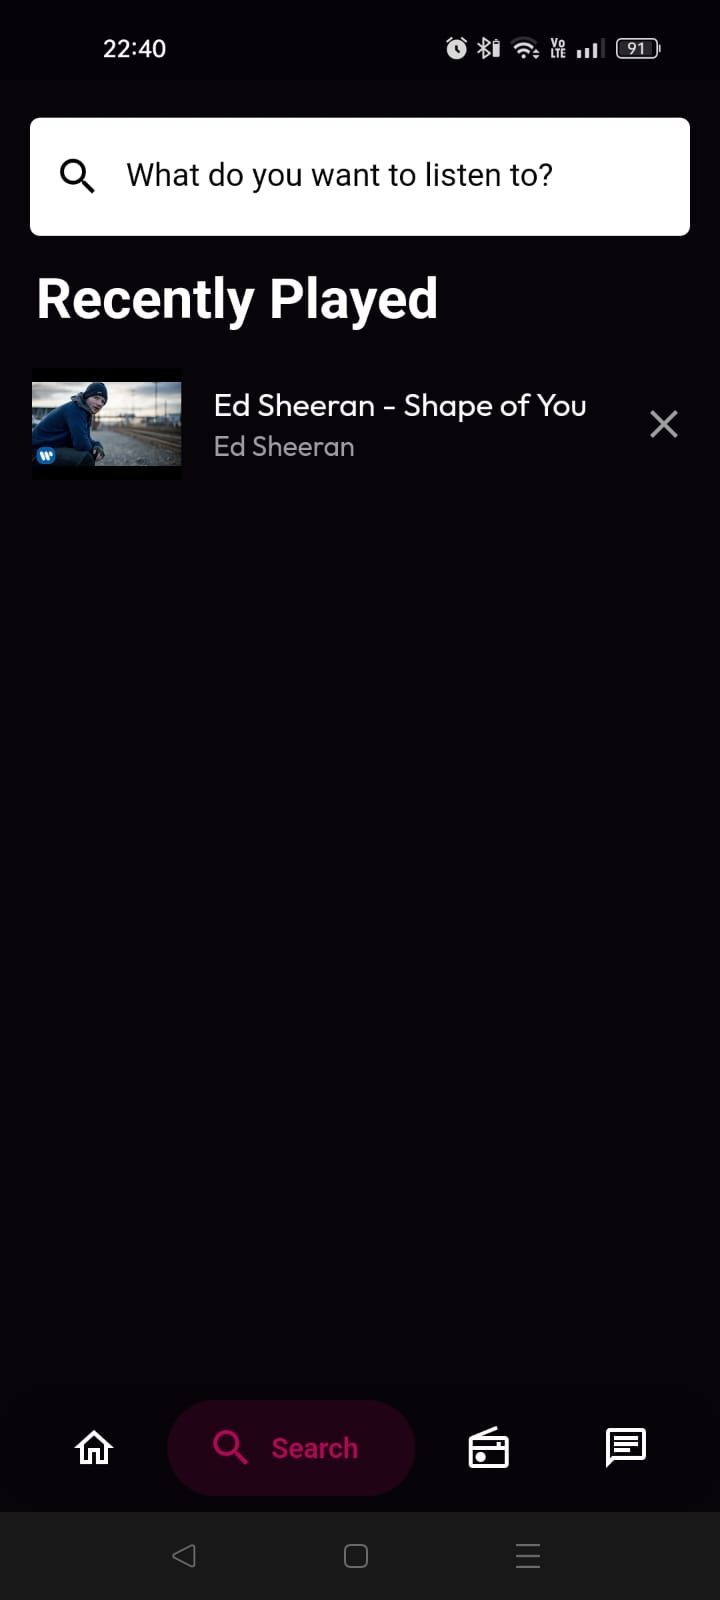 22:40
Vo
LTE
91
What do you want to listen to?
Recently Played
Ed Sheeran - Shape of You
Ed Sheeran
Search